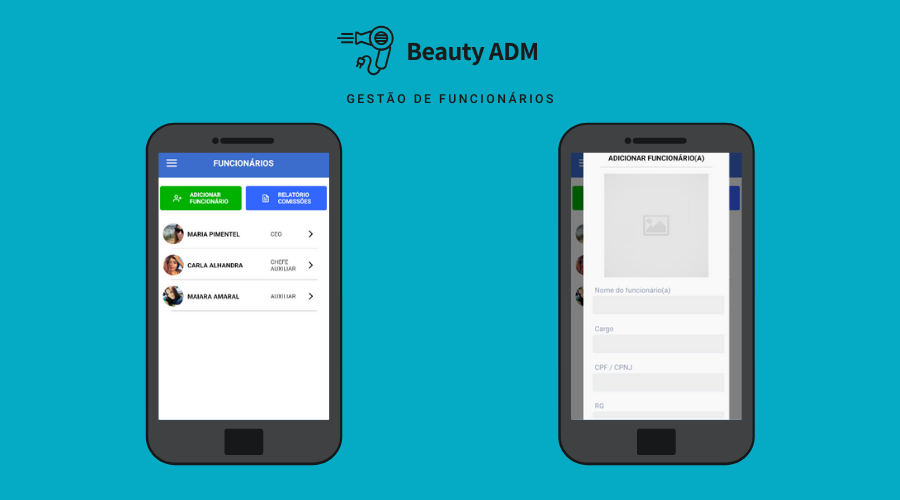 Beauty ADM
GESTÃO DE FUNCIONÁRIOS
FUNCIONÁRIOS
ADICIONAR
FUNCIONÁRIO
RELATÓRIO
COMISSÕES
MARIA PIMENTEL
CEO
CARLA ALHANDRA
CHEFE
AUXILIAR
MAIARA AMARAL
AUXILIAR
ADICIONAR FUNCIONÁRIO(A)
Nome do funcionário(a)
Cargo
CPF / CPNJ
RG